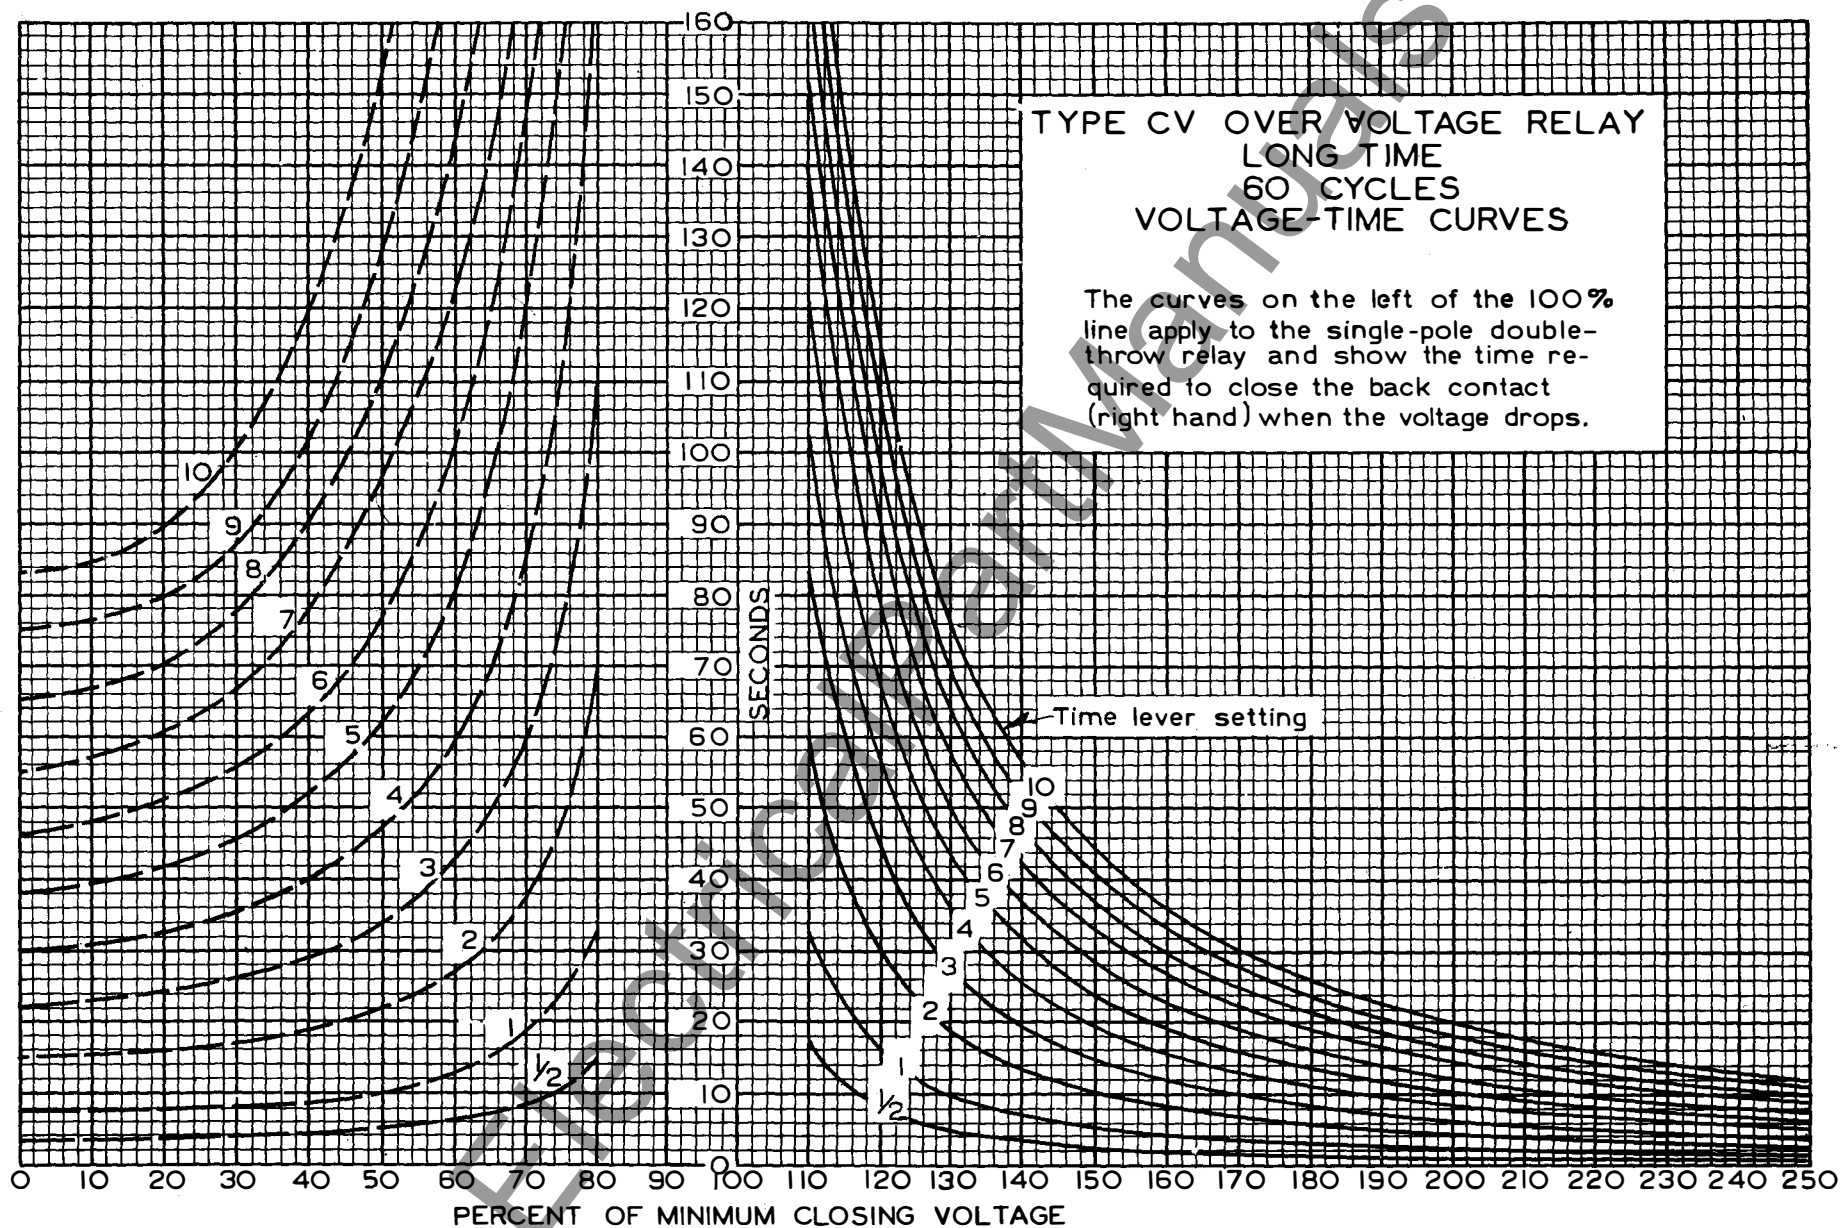 160
150
140
130
120
110
100
90
80
70
60
50
40
30
20
10
0
SECONDS
TYPE CV OVER VOLTAGE RELAY
LONG TIME
60 CYCLES
VOLTAGE-TIME CURVES
The curves on the left of the 100%
line apply to the single-pole double-
throw relay and show the time re-
quired to close the back contact
(right hand) when the voltage drops.
10
9
8
7
6
5
4
3
2
1
1/2
Time lever setting
10
9
8
7
6
5
4
3
2
1
1/2
0 10 20 30 40 50 60 70 80 90 100 110 120 130 140 150 160 170 180 190 200 210 220 230 240 250
PERCENT OF MINIMUM CLOSING VOLTAGE
ElectricalPartManuals